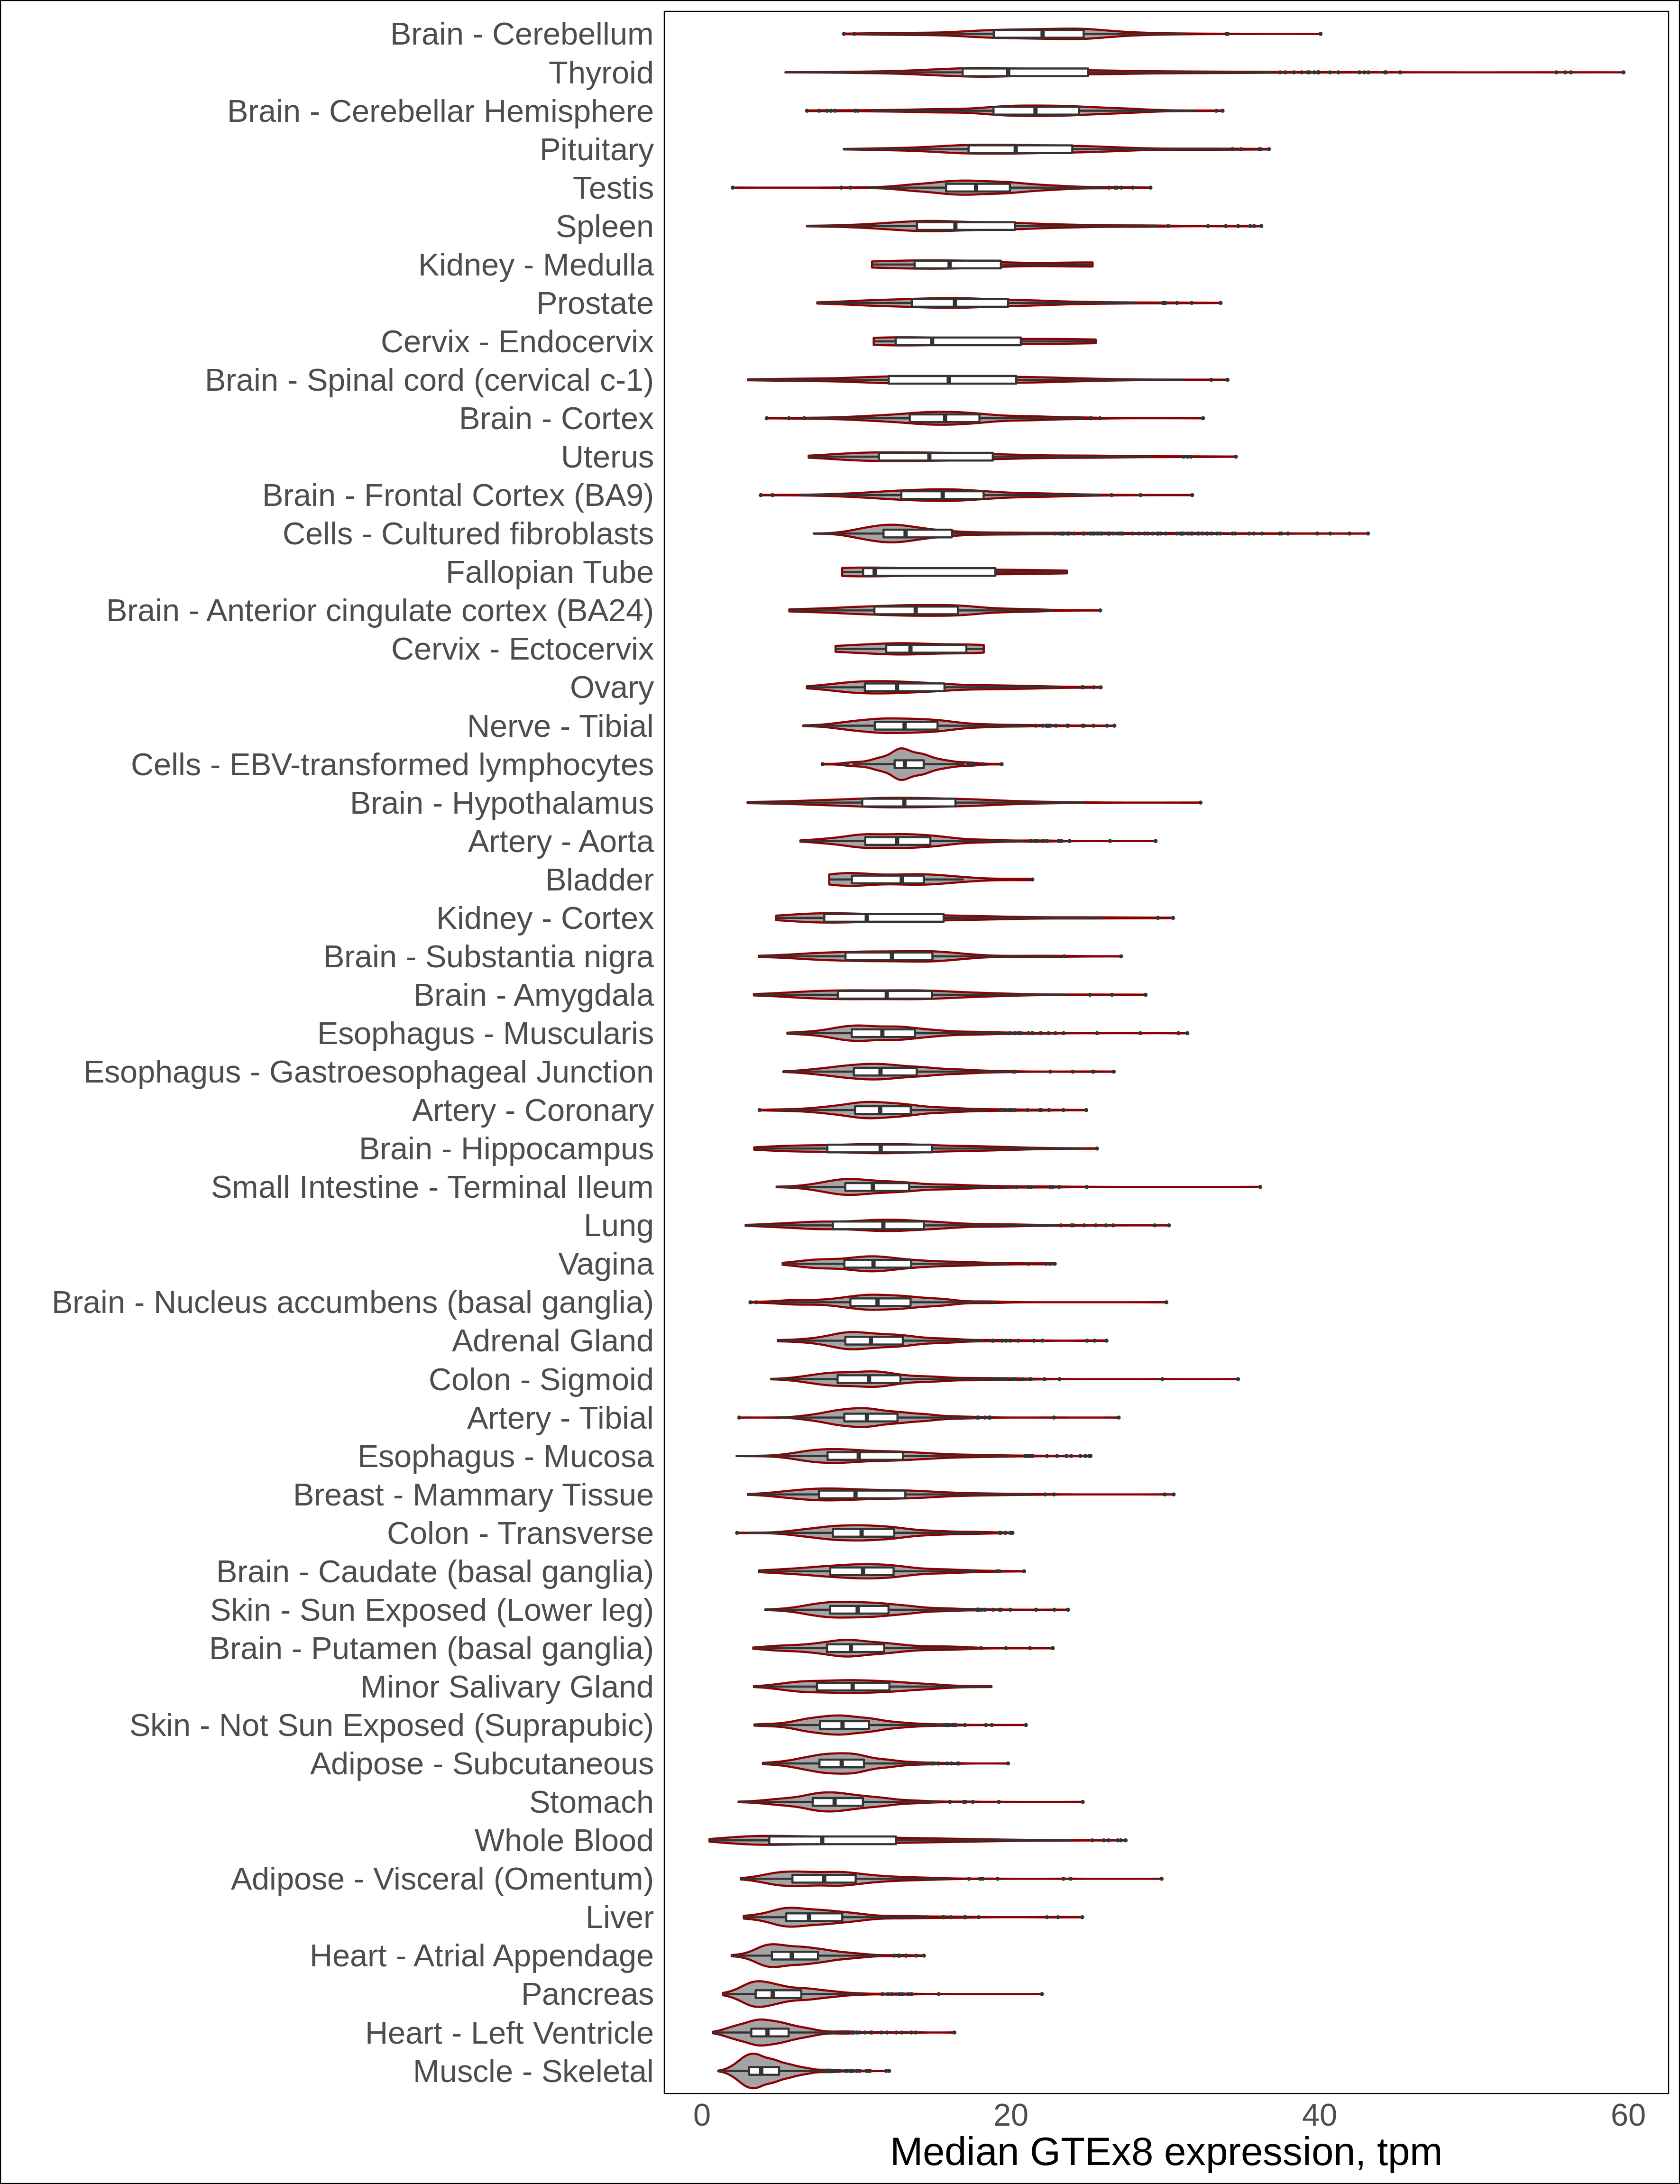 Brain - Cerebellum
Thyroid
Brain - Cerebellar Hemisphere
Pituitary
Testis
Spleen
Kidney - Medulla
Prostate
Cervix - Endocervix
Brain - Spinal cord (cervical c-1)
Brain - Cortex
Uterus
Brain - Frontal Cortex (BA9)
Cells - Cultured fibroblasts
Fallopian Tube
Brain - Anterior cingulate cortex (BA24)
Cervix - Ectocervix
Ovary
Nerve - Tibial
Cells - EBV-transformed lymphocytes
Brain - Hypothalamus
Artery - Aorta
Bladder
Kidney - Cortex
Brain - Substantia nigra
Brain - Amygdala
Esophagus - Muscularis
Esophagus - Gastroesophageal Junction
Artery - Coronary
Brain - Hippocampus
Small Intestine - Terminal Ileum
Lung
Vagina
Brain - Nucleus accumbens (basal ganglia)
Adrenal Gland
Colon - Sigmoid
Artery - Tibial
Esophagus - Mucosa
Breast - Mammary Tissue
Colon - Transverse
Brain - Caudate (basal ganglia)
Skin - Sun Exposed (Lower leg)
Brain - Putamen (basal ganglia)
Minor Salivary Gland
Skin - Not Sun Exposed (Suprapubic)
Adipose - Subcutaneous
Stomach
Whole Blood
Adipose - Visceral (Omentum)
Liver
Heart - Atrial Appendage
Pancreas
Heart - Left Ventricle
Muscle - Skeletal
0 20 40 60
Median GTEx8 expression, tpm